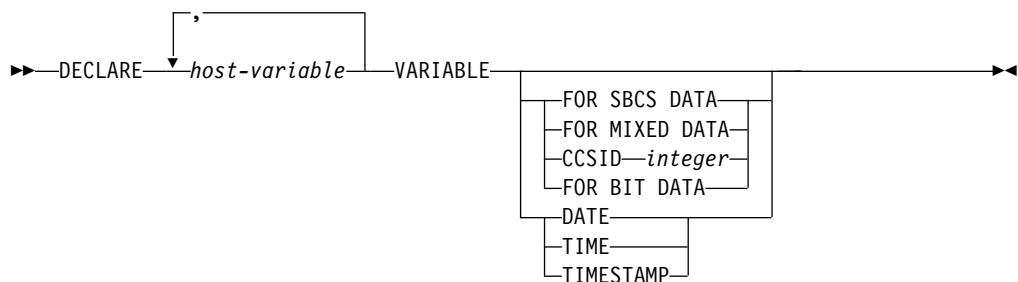 ,
DECLARE host-variable VARIABLE
FOR SBCS DATA
FOR MIXED DATA
CCSID integer
FOR BIT DATA
DATE
TIME
TIMESTAMP